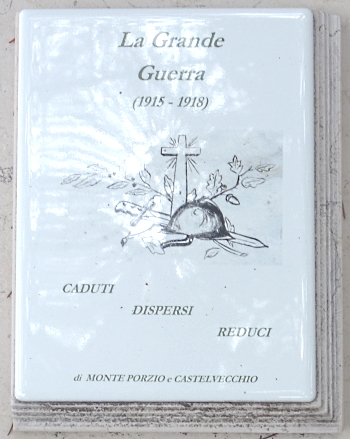 La Grande
Guerra
(1915 - 1918)
CADUTI
DISPERSI
REDUCI
di MONTE PORZIO e CASTELVECCHIO